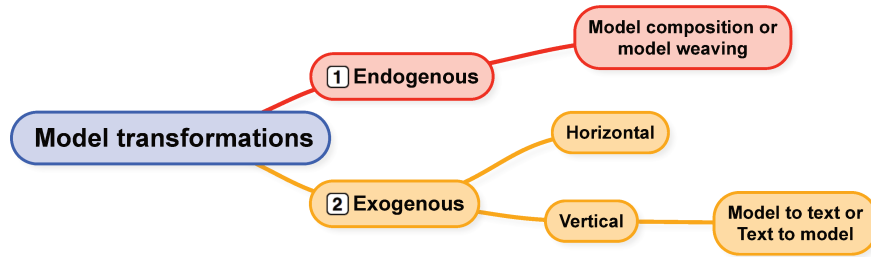 Model transformations
1 Endogenous
Model composition or
model weaving
2 Exogenous
Horizontal
Vertical
Model to text or
Text to model